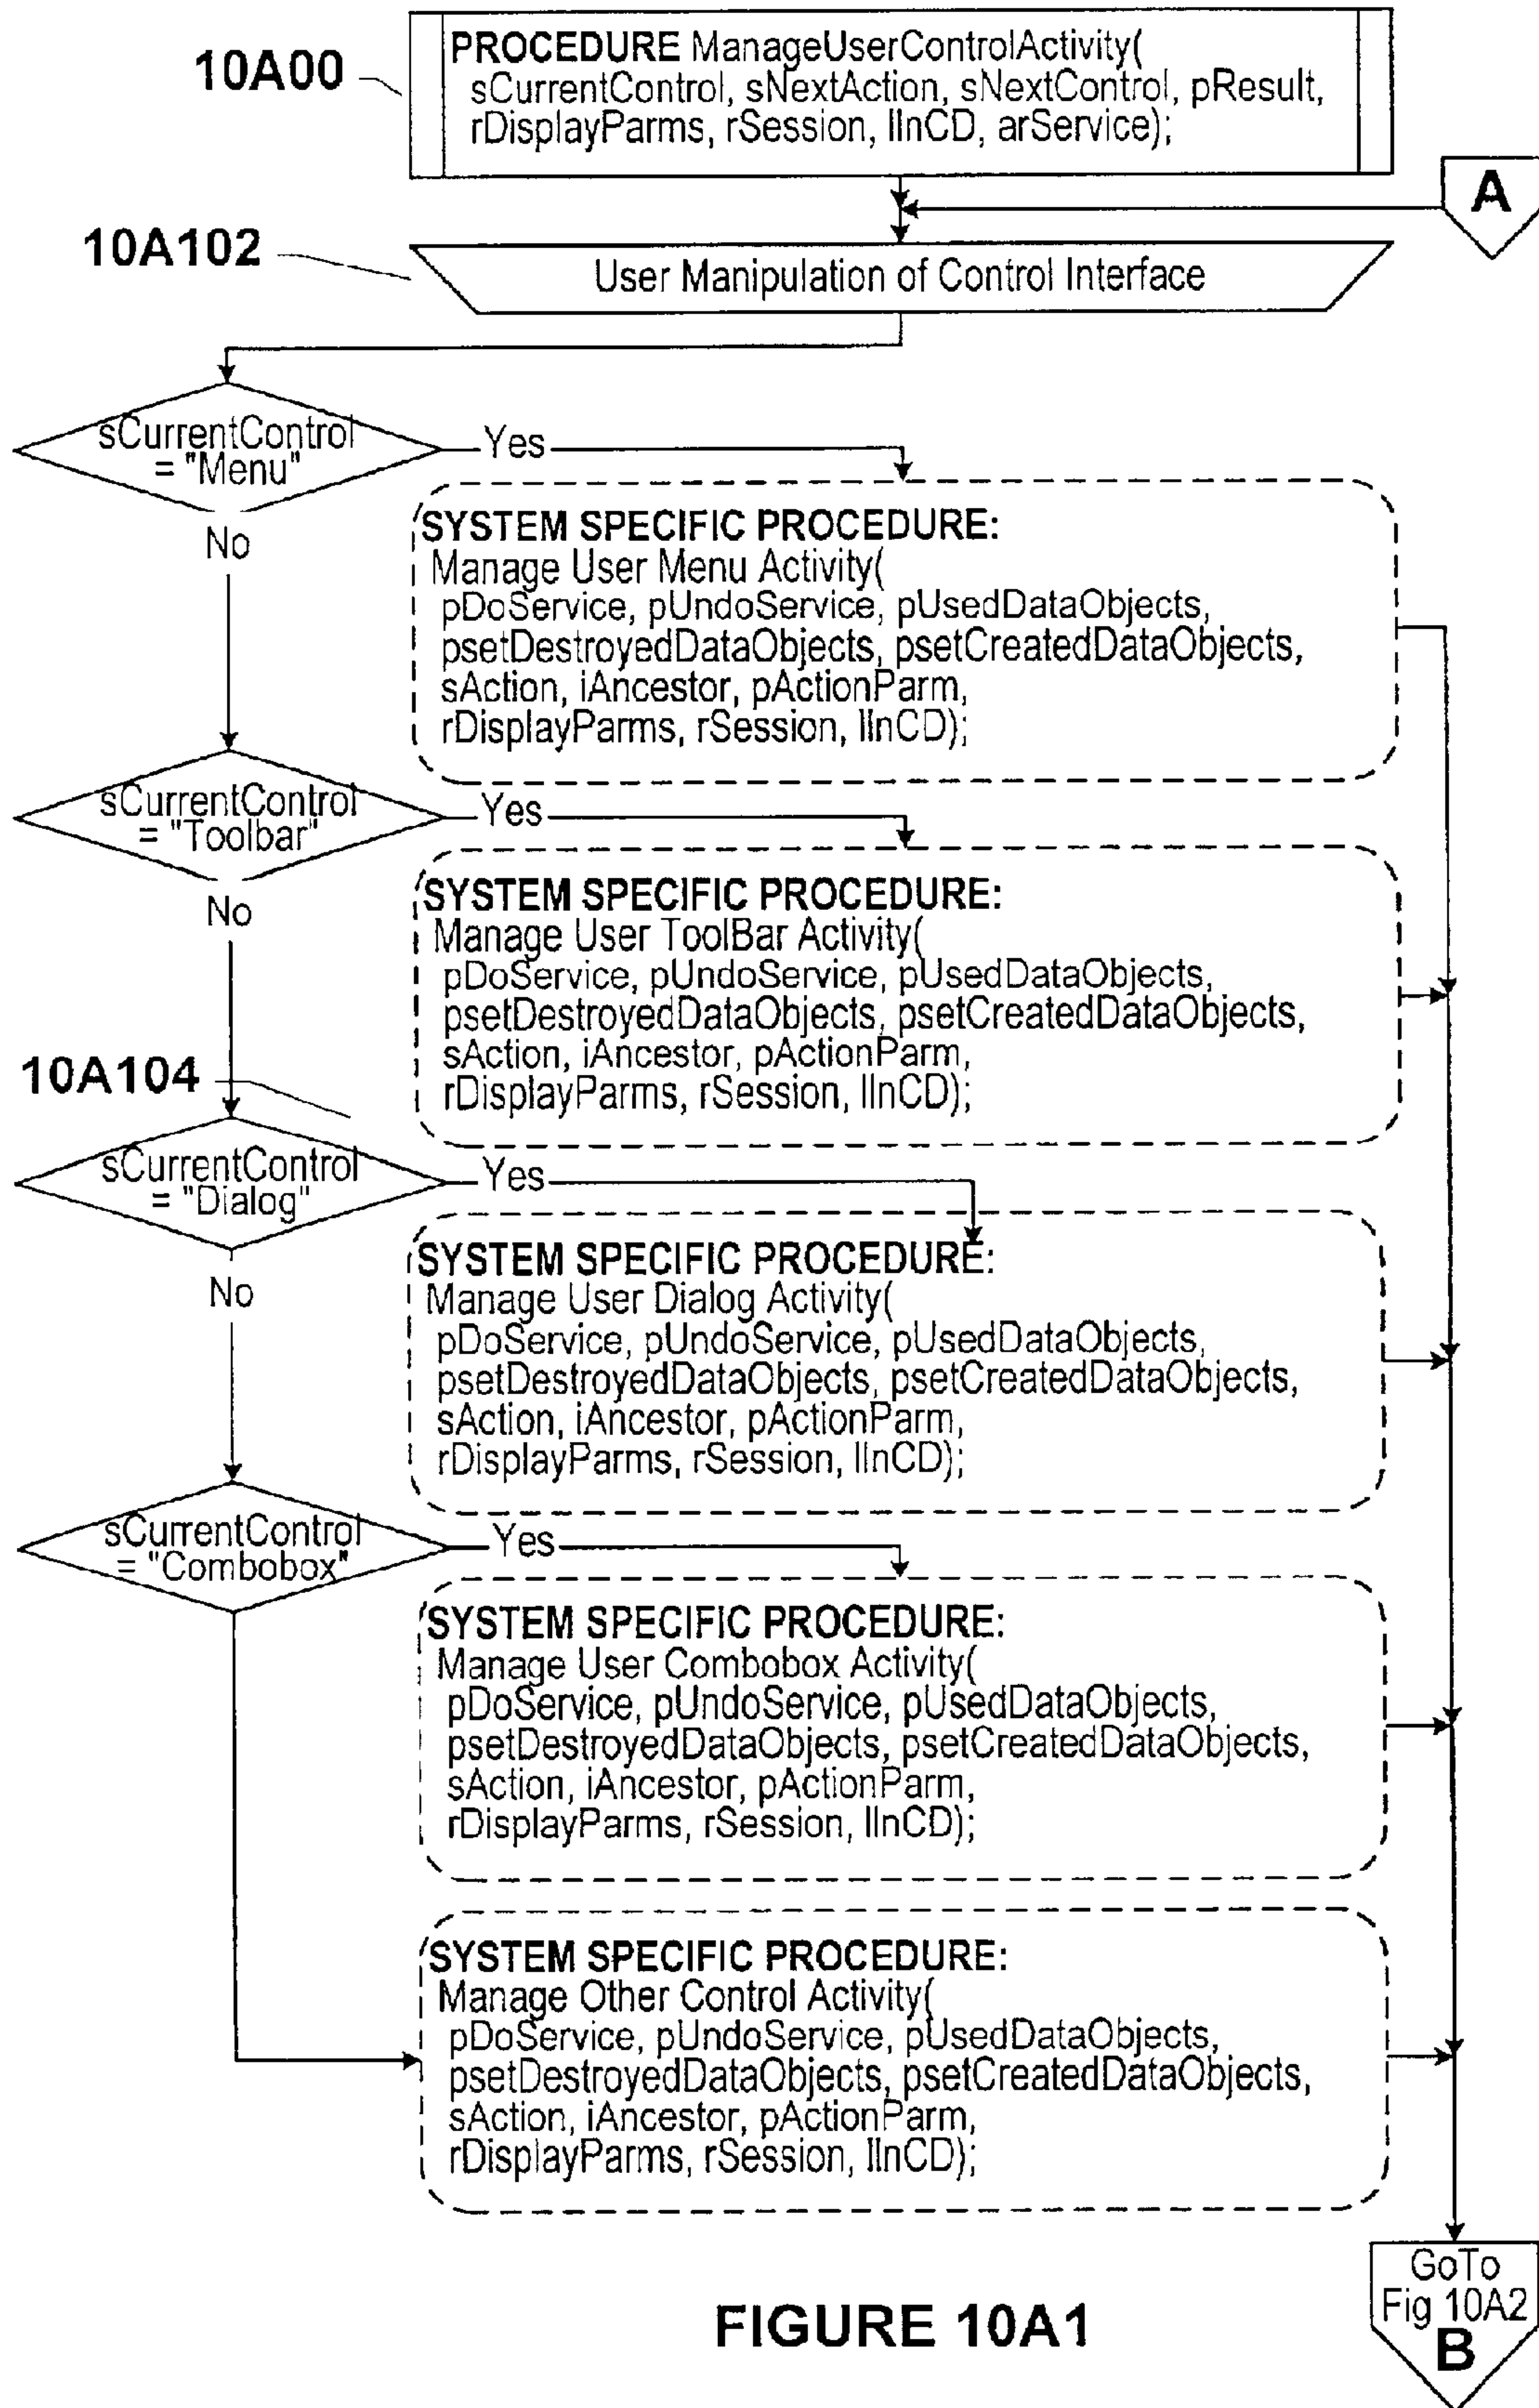 10A00
PROCEDURE ManageUserControlActivity(
sCurrentControl, sNextAction, sNextControl, pResult,
rDisplayParms, rSession, lInCD, arService);
A
10A102
User Manipulation of Control Interface
sCurrentControl
= "Menu"
Yes
No
SYSTEM SPECIFIC PROCEDURE:
Manage User Menu Activity(
pDoService, pUndoService, pUsedDataObjects,
psetDestroyedDataObjects, psetCreatedDataObjects,
sAction, iAncestor, pActionParm,
rDisplayParms, rSession, lInCD);
sCurrentControl
= "Toolbar"
Yes
No
SYSTEM SPECIFIC PROCEDURE:
Manage User ToolBar Activity(
pDoService, pUndoService, pUsedDataObjects,
psetDestroyedDataObjects, psetCreatedDataObjects,
sAction, iAncestor, pActionParm,
rDisplayParms, rSession, lInCD);
10A104
sCurrentControl
= "Dialog"
Yes
No
SYSTEM SPECIFIC PROCEDURE:
Manage User Dialog Activity(
pDoService, pUndoService, pUsedDataObjects,
psetDestroyedDataObjects, psetCreatedDataObjects,
sAction, iAncestor, pActionParm,
rDisplayParms, rSession, lInCD);
sCurrentControl
= "Combobox"
Yes
SYSTEM SPECIFIC PROCEDURE:
Manage User Combobox Activity(
pDoService, pUndoService, pUsedDataObjects,
psetDestroyedDataObjects, psetCreatedDataObjects,
sAction, iAncestor, pActionParm,
rDisplayParms, rSession, lInCD);
SYSTEM SPECIFIC PROCEDURE:
Manage Other Control Activity(
pDoService, pUndoService, pUsedDataObjects,
psetDestroyedDataObjects, psetCreatedDataObjects,
sAction, iAncestor, pActionParm,
rDisplayParms, rSession, lInCD);
GoTo
Fig 10A2
B
FIGURE 10A1